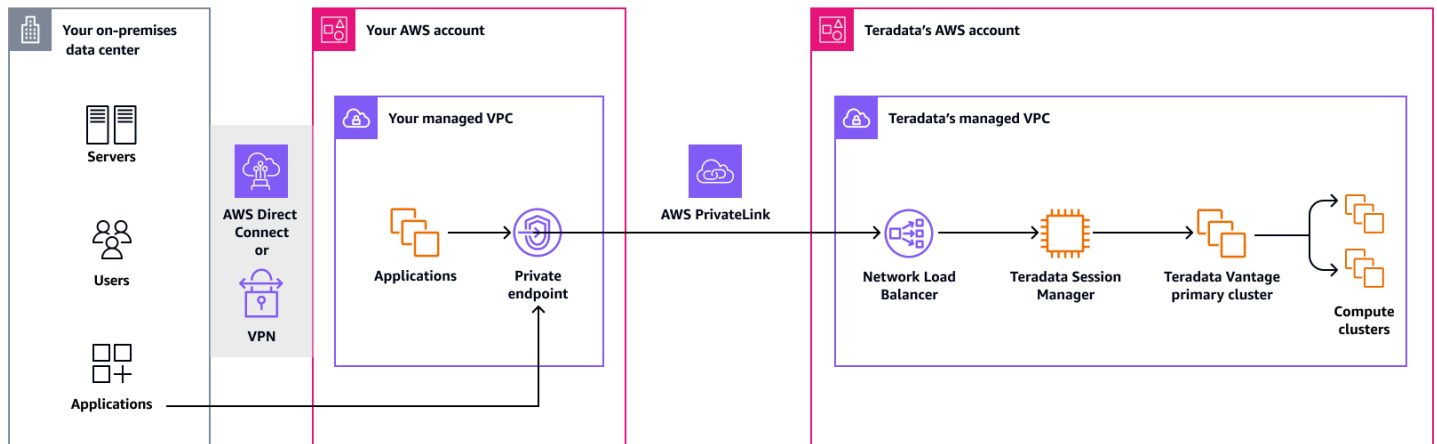 Your on-premises
data center
Servers
Users
Applications
AWS Direct
Connect
or
VPN
Your AWS account
Your managed VPC
Applications
Private
endpoint
AWS PrivateLink
Teradata’s AWS account
Teradata’s managed VPC
Network Load
Balancer
Teradata Session
Manager
Teradata Vantage
primary cluster
Compute
clusters